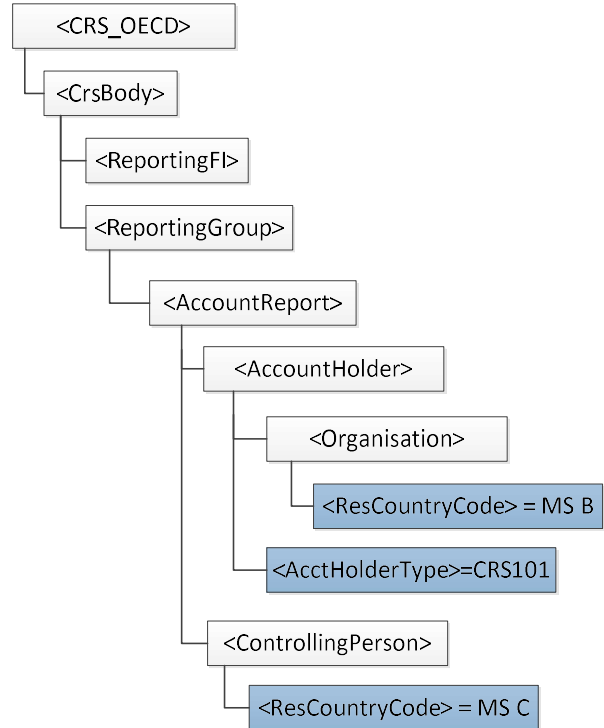 <CRS_OECD>
<CrsBody>
<ReportingFI>
<ReportingGroup>
<AccountReport>
<AccountHolder>
<Organisation>
<ResCountryCode> = MS B
<AcctHolderType>=CRS101
<ControllingPerson>
<ResCountryCode> = MS C